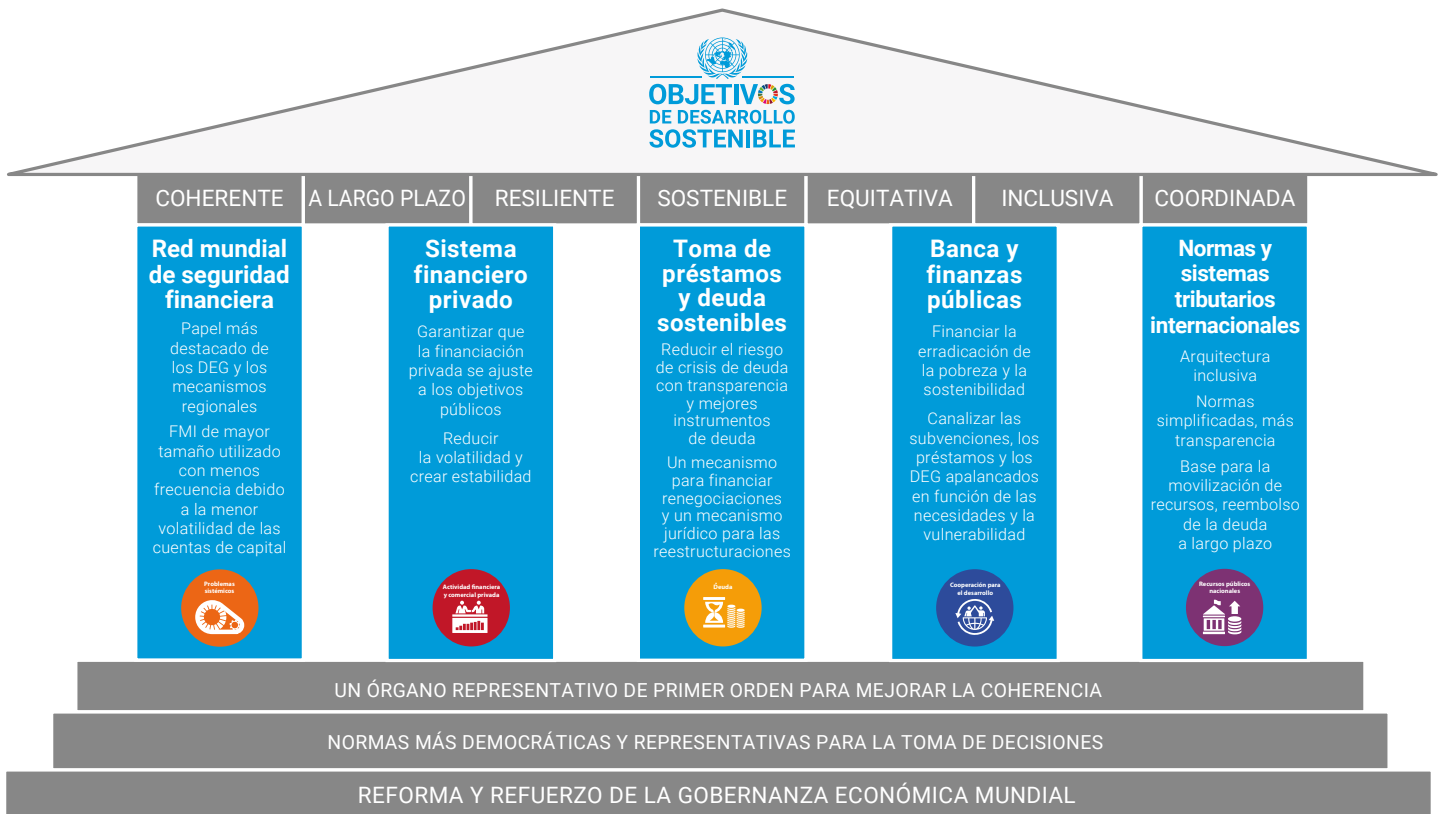 OBJETIVOS
DE DESARROLLO
SOSTENIBLE
COHERENTE
A LARGO PLAZO
RESILIENTE
SOSTENIBLE
EQUITATIVA
INCLUSIVA
COORDINADA
Red mundial
de seguridad
financiera
Papel más
destacado de
los DEG y los
mecanismos
regionales
FMI de mayor
tamaño utilizado
con menos
frecuencia debido
a la menor
volatilidad de las
cuentas de capital
Problemas
sistémicos
Sistema
financiero
privado
Garantizar que
la financiación
privada se ajuste
a los objetivos
públicos
Reducir
la volatilidad y
crear estabilidad
Actividad financiera
y comercial privada
Toma de
préstamos
y deuda
sostenibles
Reducir el riesgo
de crisis de deuda
con transparencia
y mejores
instrumentos
de deuda
Un mecanismo
para financiar
renegociaciones
y un mecanismo
jurídico para las
reestructuraciones
Óeuda
Banca y
finanzas
públicas
Financiar la
erradicación de
la pobreza y la
sostenibilidad
Canalizar las
subvenciones, los
préstamos y los
DEG apalancados
en función de las
necesidades y la
vulnerabilidad
Cooperación para
el desarrollo
Normas y
sistemas
tributarios
internacionales
Arquitectura
inclusiva
Normas
simplificadas, más
transparencia
Base para la
movilización de
recursos, reembolso
de la deuda
a largo plazo
Recursos públicos
nacionales
UN ÓRGANO REPRESENTATIVO DE PRIMER ORDEN PARA MEJORAR LA COHERENCIA
NORMAS MÁS DEMOCRÁTICAS Y REPRESENTATIVAS PARA LA TOMA DE DECISIONES
REFORMA Y REFUERZO DE LA GOBERNANZA ECONÓMICA MUNDIAL